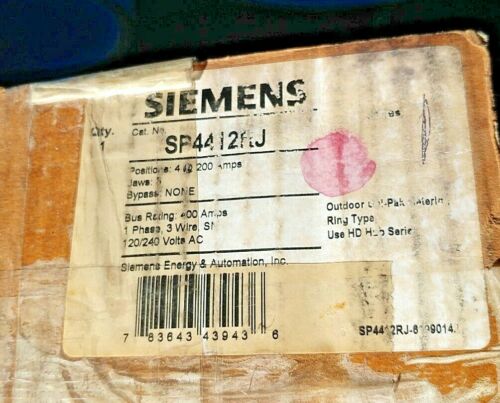 SIEMENS
Qty. Cat. No.
1 SP4412RJ
Positions: 4 @ 200 Amps
Jaws:
Bypass: NONE
Bus Rating: 400 Amps
1 Phase, 3 Wire,
120/240 Volts AC
Siemens Energy & Automation, Inc.
Outdoor
Ring Type
Use HD Hub Series
7 83643 43943 6